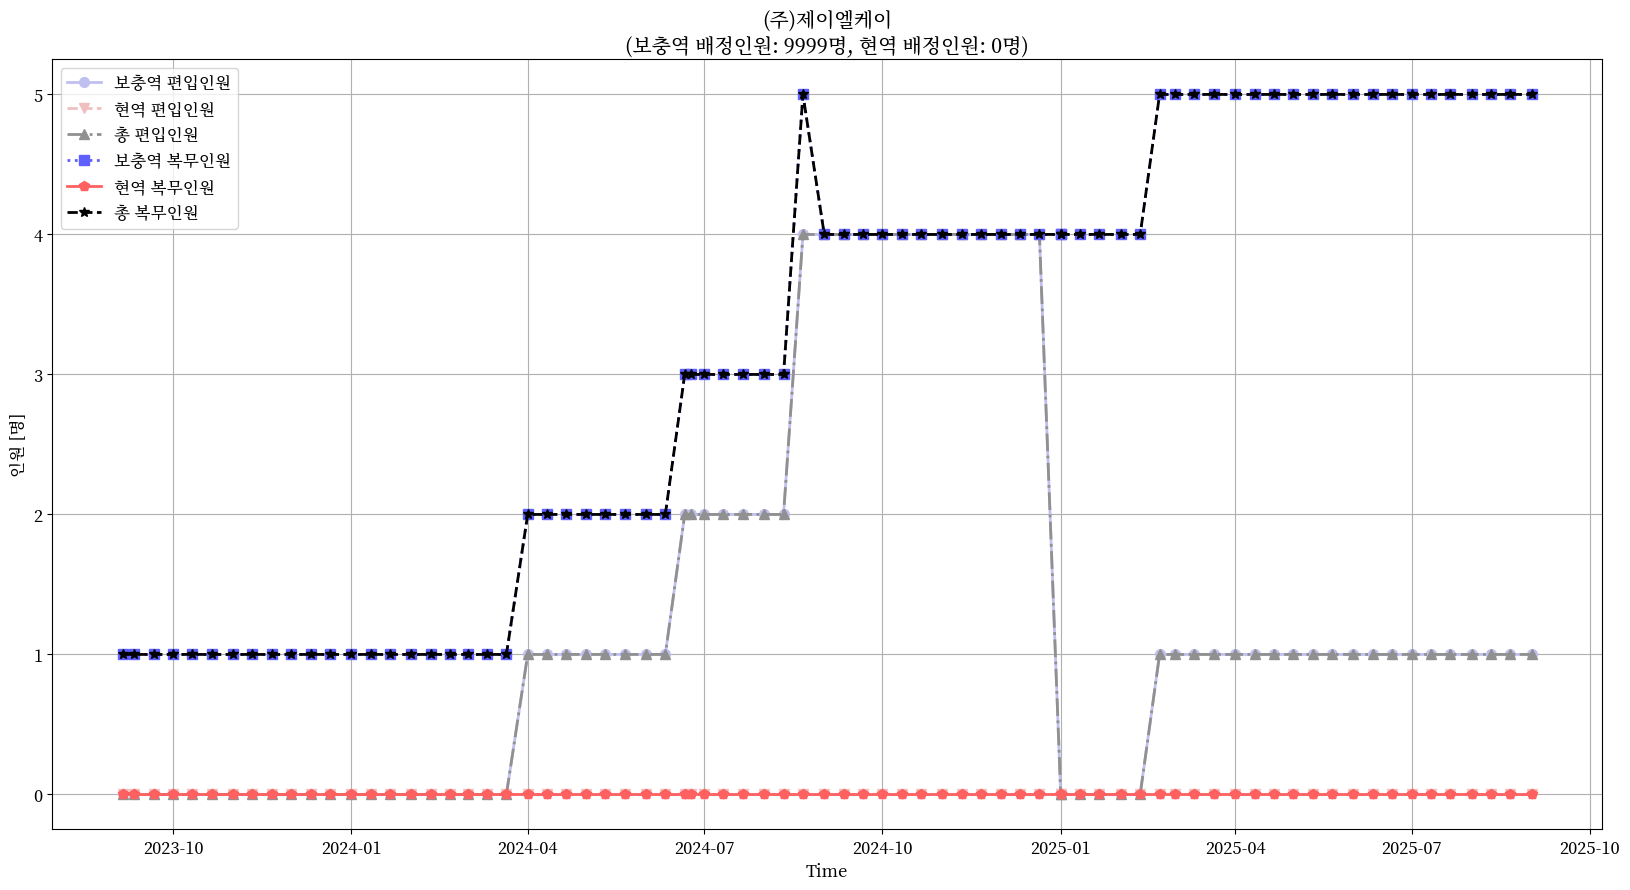 (주)제이엘케이
(보충역 배정인원: 9999명, 현역 배정인원: 0명)
보충역 편입인원
현역 편입인원
총 편입인원
보충역 복무인원
현역 복무인원
총 복무인원
인원 [명]
5
4
3
2
1
0
2023-10
2024-01
2024-04
2024-07
2024-10
2025-01
2025-04
2025-07
2025-10
Time